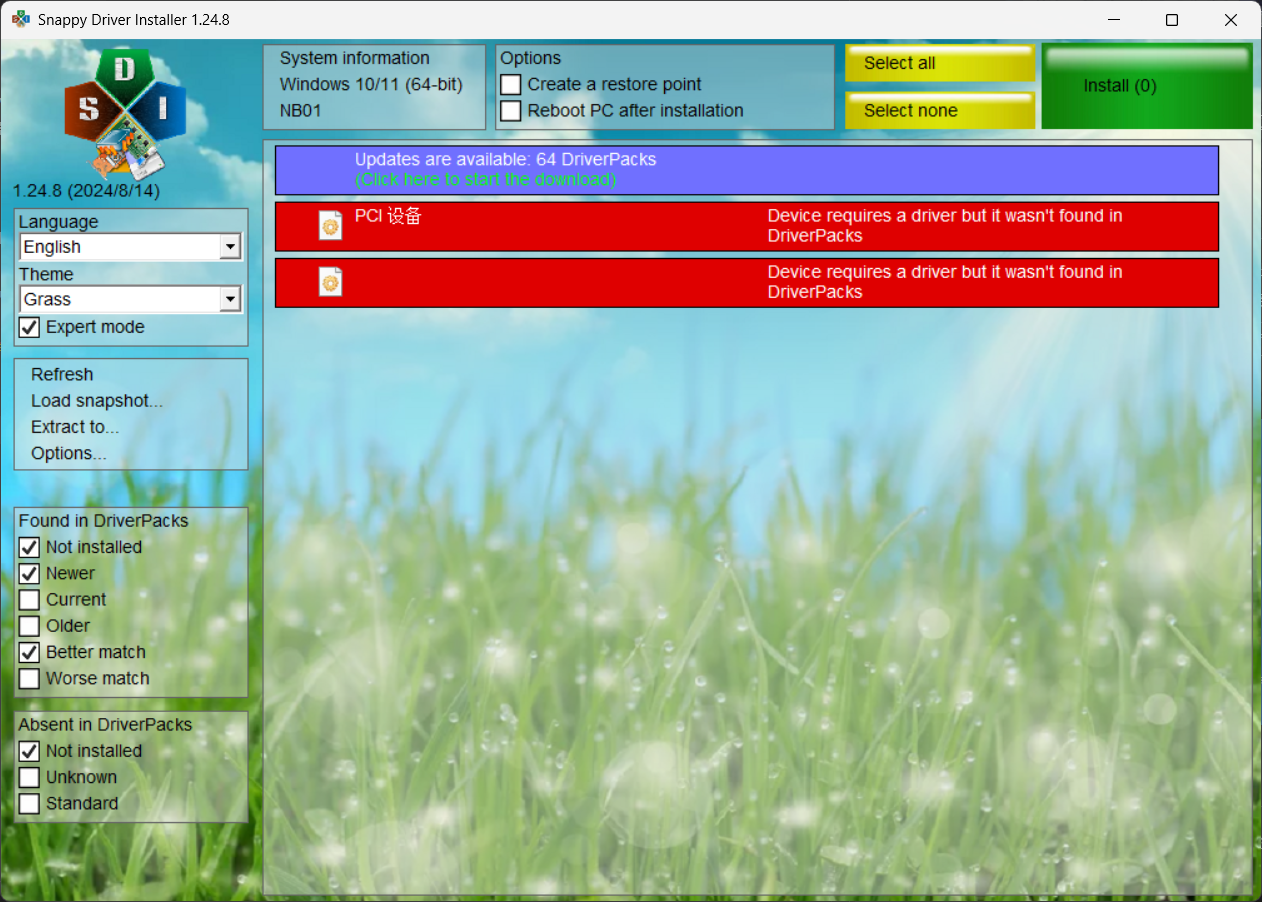 Snappy Driver Installer 1.24.8
D
S I
1.24.8 (2024/8/14)
Language
English
Theme
Grass
Expert mode
Refresh
Load snapshot...
Extract to...
Options...
Found in DriverPacks
Not installed
Newer
Current
Older
Better match
Worse match
Absent in DriverPacks
Not installed
Unknown
Standard
System information
Windows 10/11 (64-bit)
NB01
Options
Create a restore point
Reboot PC after installation
Select all
Select none
Install (0)
Updates are available: 64 DriverPacks
(Click here to start the download)
PCI 设备
Device requires a driver but it wasn't found in
DriverPacks
Device requires a driver but it wasn't found in
DriverPacks